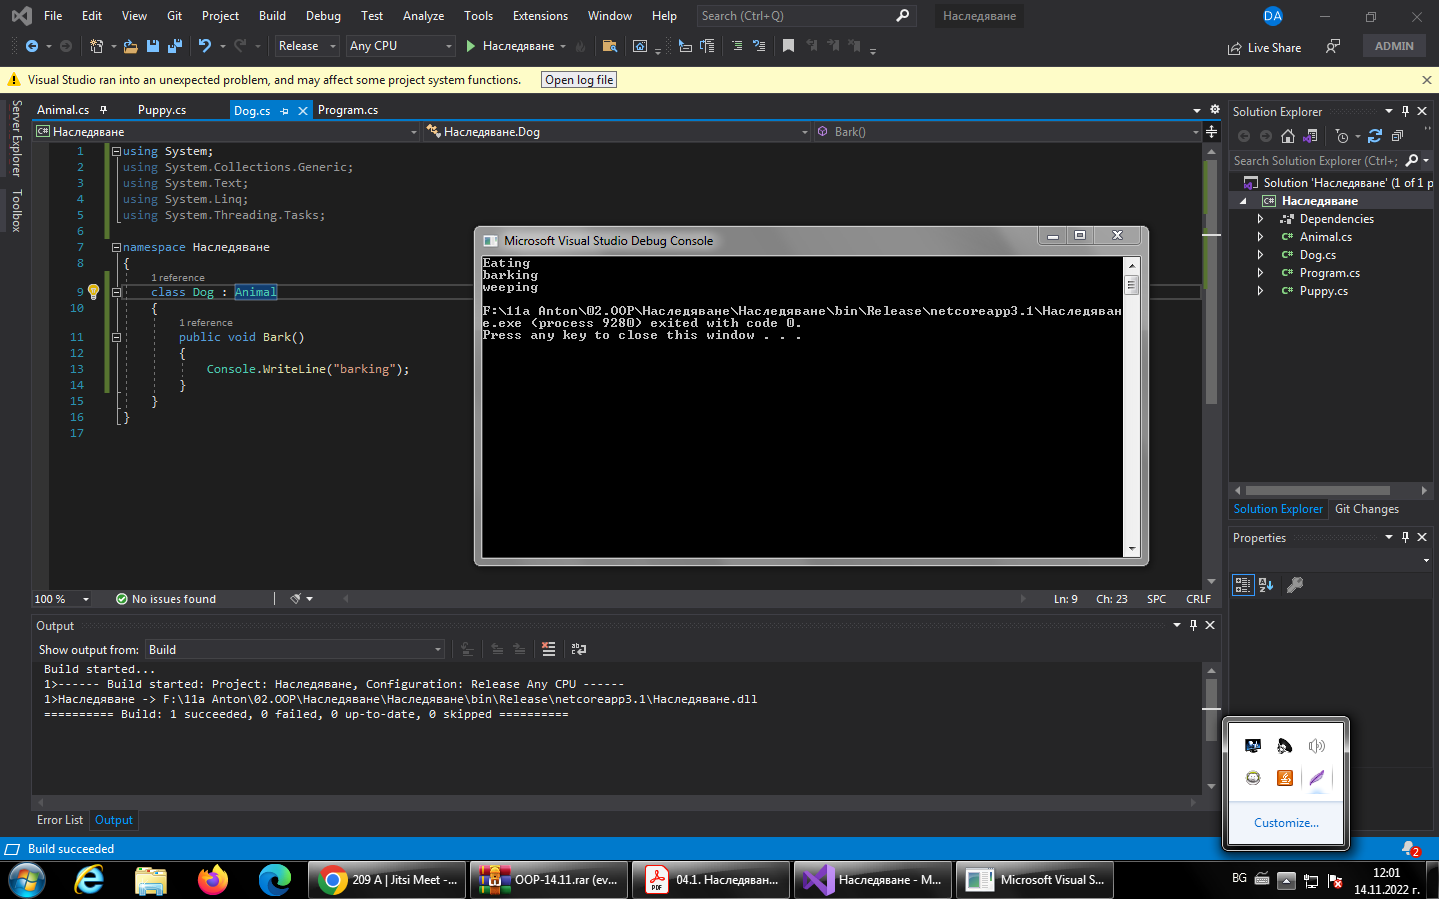 File Edit View Git Project Build Debug Test Analyze Tools Extensions Window Help Search (Ctrl+Q) Наследяване DA
Release Any CPU Наследяване Live Share ADMIN
Visual Studio ran into an unexpected problem, and may affect some project system functions. Open log file
Server Explorer
Toolbox
Animal.cs Puppy.cs Dog.cs Program.cs
Наследяване Наследяване.Dog Bark()
1 using System;
2 using System.Collections.Generic;
3 using System.Text;
4 using System.Linq;
5 using System.Threading.Tasks;
6
7 namespace Наследяване
8 {
1 reference
9 class Dog : Animal
10 {
1 reference
11 public void Bark()
12 {
13 Console.WriteLine("barking");
14 }
15 }
16 }
17
100 % No issues found Ln: 9 Ch: 23 SPC CRLF
Microsoft Visual Studio Debug Console
Eating
barking
weeping
F:\11a Anton\02.OOP\Наследяване\Наследяване\bin\Release\netcoreapp3.1\Наследяван
е.exe (process 9280) exited with code 0.
Press any key to close this window . . .
Solution Explorer
Search Solution Explorer (Ctrl+;
Solution 'Наследяване' (1 of 1 p
C# Наследяване
Dependencies
C# Animal.cs
C# Dog.cs
C# Program.cs
C# Puppy.cs
Solution Explorer Git Changes
Properties
Output
Show output from: Build
Build started...
1>------ Build started: Project: Наследяване, Configuration: Release Any CPU ------
1>Наследяване -> F:\11a Anton\02.OOP\Наследяване\Наследяване\bin\Release\netcoreapp3.1\Наследяване.dll
========== Build: 1 succeeded, 0 failed, 0 up-to-date, 0 skipped ==========
Error List Output
Customize...
Build succeeded 2
209 A | Jitsi Meet -... OOP-14.11.rar (ev... PDF 04.1. Наследяван... Наследяване - M... Microsoft Visual S... BG 12:01
14.11.2022 г.